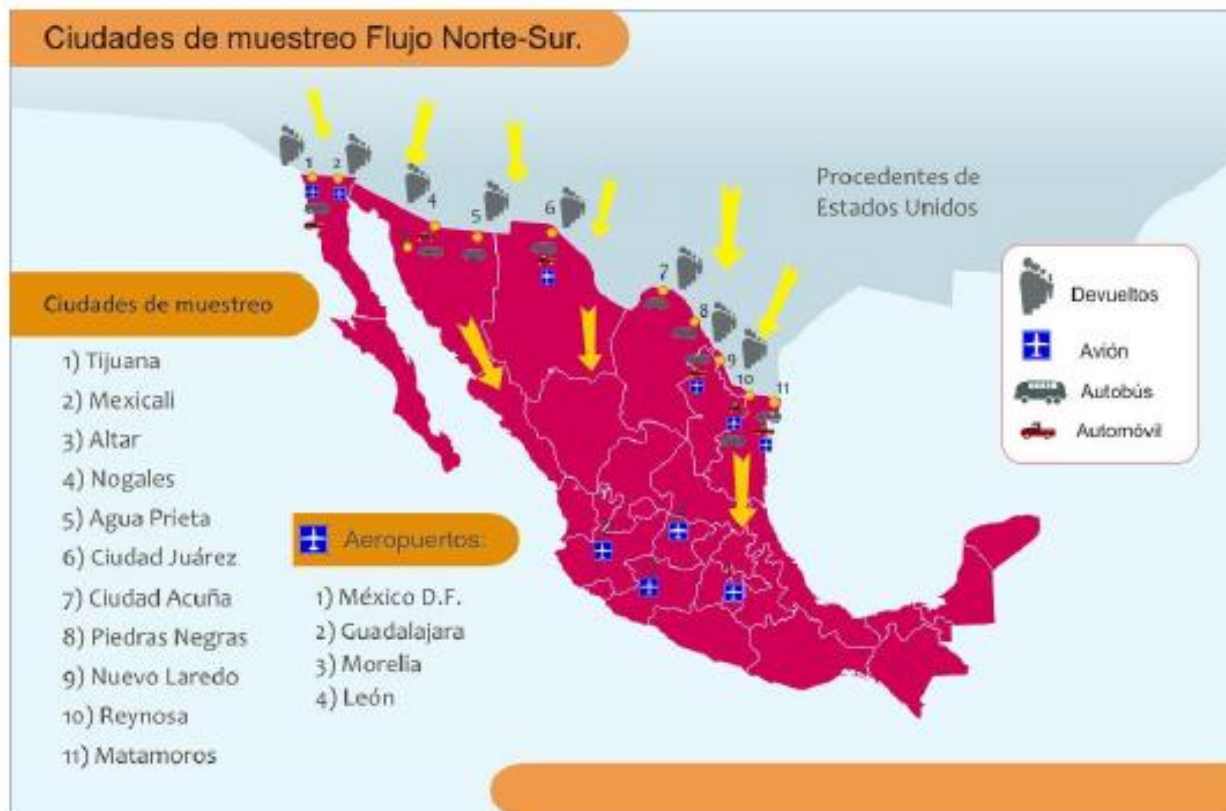 Ciudades de muestreo Flujo Norte-Sur.
1
2
4
5
6
Procedentes de
Estados Unidos
7
8
9
10
11
Devueltos
Avión
Autobús
Automóvil
Ciudades de muestreo
1) Tijuana
2) Mexicali
3) Altar
4) Nogales
5) Agua Prieta
6) Ciudad Juárez
7) Ciudad Acuña
8) Piedras Negras
9) Nuevo Laredo
10) Reynosa
11) Matamoros
Aeropuertos:
1) México D.F.
2) Guadalajara
3) Morelia
4) León